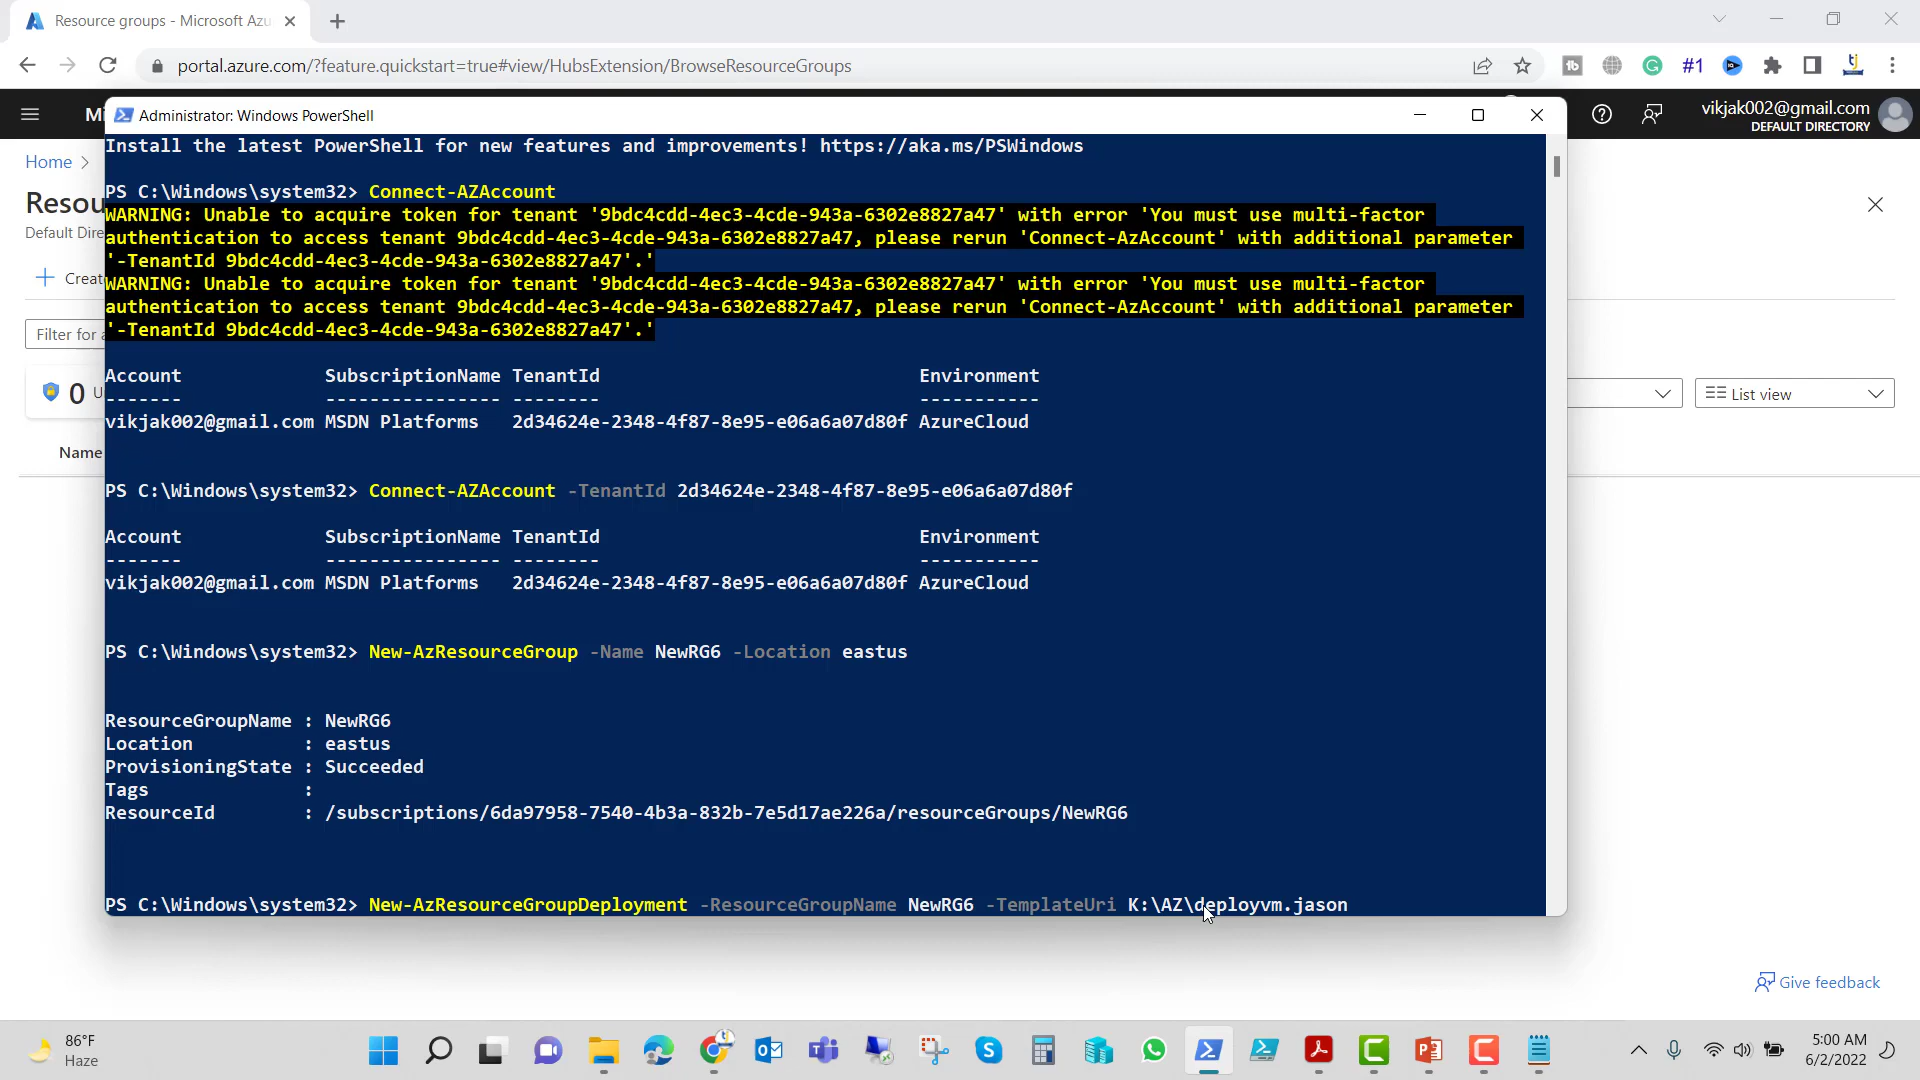 Resource groups - Microsoft Azu
portal.azure.com/?feature.quickstart=true#view/HubsExtension/BrowseResourceGroups
#1
Mi
vikjak002@gmail.com
DEFAULT DIRECTORY
Administrator: Windows PowerShell
Home
Resou
Default Dire
Creat
Filter for a
0 U
List view
Name
Install the latest PowerShell for new features and improvements! https://aka.ms/PSWindows
PS C:\Windows\system32> Connect-AZAccount
WARNING: Unable to acquire token for tenant '9bdc4cdd-4ec3-4cde-943a-6302e8827a47' with error 'You must use multi-factor
authentication to access tenant 9bdc4cdd-4ec3-4cde-943a-6302e8827a47, please rerun 'Connect-AzAccount' with additional parameter
'-TenantId 9bdc4cdd-4ec3-4cde-943a-6302e8827a47'.'
WARNING: Unable to acquire token for tenant '9bdc4cdd-4ec3-4cde-943a-6302e8827a47' with error 'You must use multi-factor
authentication to access tenant 9bdc4cdd-4ec3-4cde-943a-6302e8827a47, please rerun 'Connect-AzAccount' with additional parameter
'-TenantId 9bdc4cdd-4ec3-4cde-943a-6302e8827a47'.'
Account SubscriptionName TenantId Environment
------- ---------------- -------- -----------
vikjak002@gmail.com MSDN Platforms 2d34624e-2348-4f87-8e95-e06a6a07d80f AzureCloud
PS C:\Windows\system32> Connect-AZAccount -TenantId 2d34624e-2348-4f87-8e95-e06a6a07d80f
Account SubscriptionName TenantId Environment
------- ---------------- -------- -----------
vikjak002@gmail.com MSDN Platforms 2d34624e-2348-4f87-8e95-e06a6a07d80f AzureCloud
PS C:\Windows\system32> New-AzResourceGroup -Name NewRG6 -Location eastus
ResourceGroupName : NewRG6
Location : eastus
ProvisioningState : Succeeded
Tags :
ResourceId : /subscriptions/6da97958-7540-4b3a-832b-7e5d17ae226a/resourceGroups/NewRG6
PS C:\Windows\system32> New-AzResourceGroupDeployment -ResourceGroupName NewRG6 -TemplateUri K:\AZ\deployvm.jason
Give feedback
86°F
Haze
5:00 AM
6/2/2022